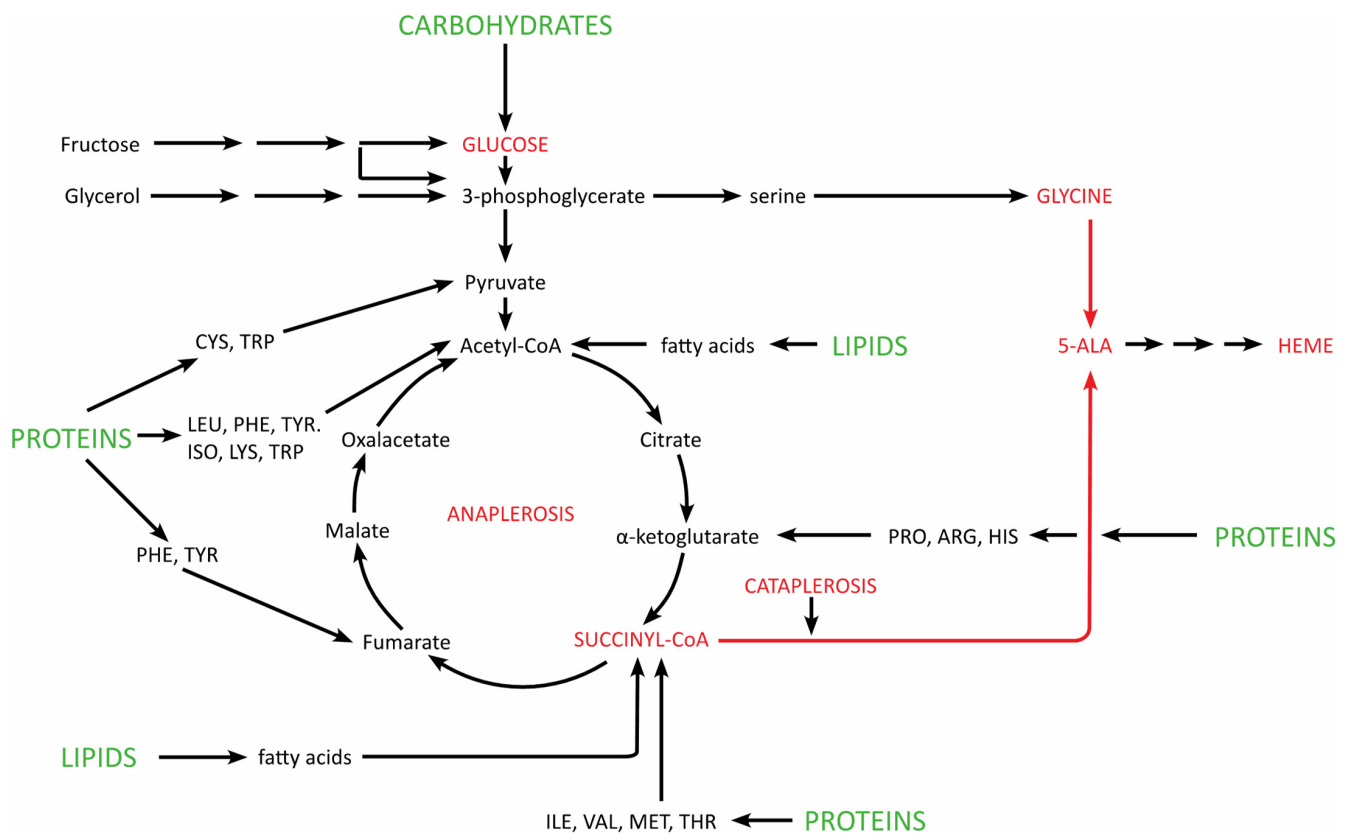 CARBOHYDRATES
Fructose
GLUCOSE
Glycerol
3-phosphoglycerate
serine
GLYCINE
Pyruvate
CYS, TRP
Acetyl-CoA
fatty acids
LIPIDS
5-ALA
HEME
PROTEINS
LEU, PHE, TYR.
ISO, LYS, TRP
Oxalacetate
Citrate
ANAPLEROSIS
Malate
α-ketoglutarate
PRO, ARG, HIS
PROTEINS
PHE, TYR
CATAPLEROSIS
Fumarate
SUCCINYL-CoA
LIPIDS
fatty acids
ILE, VAL, MET, THR
PROTEINS